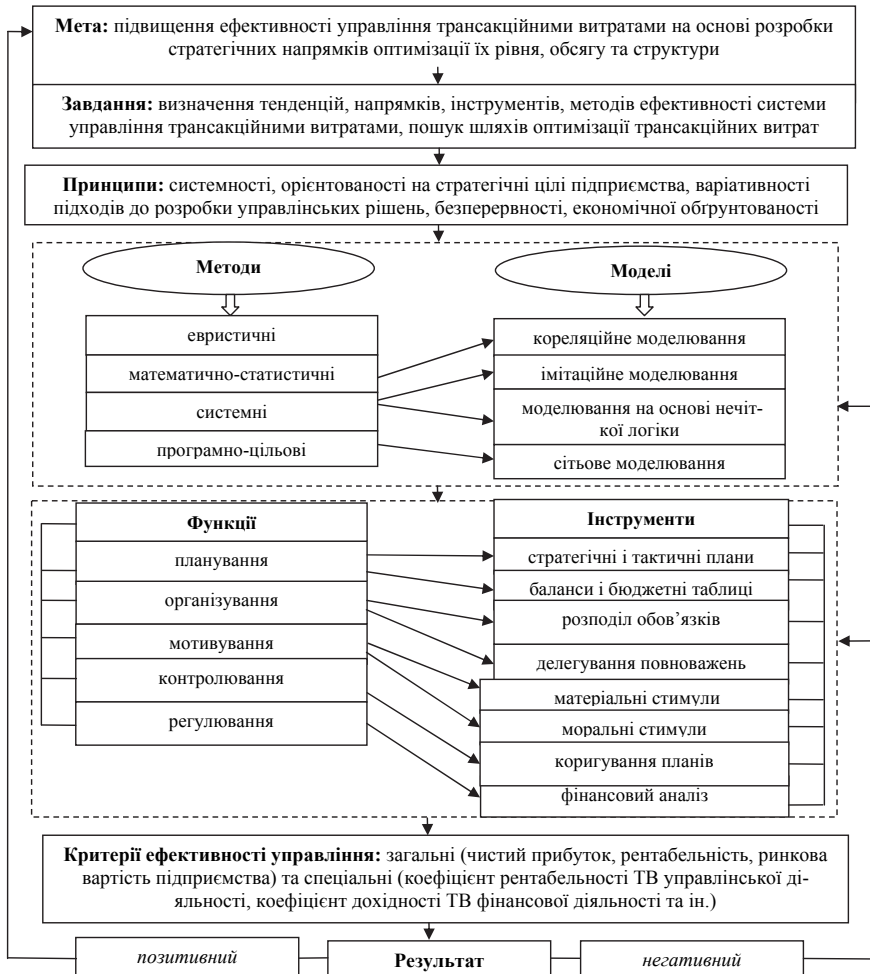 Мета: підвищення ефективності управління трансакційними витратами на основі розробки
стратегічних напрямків оптимізації їх рівня, обсягу та структури
Завдання: визначення тенденцій, напрямків, інструментів, методів ефективності системи
управління трансакційними витратами, пошук шляхів оптимізації трансакційних витрат
Принципи: системності, орієнтованості на стратегічні цілі підприємства, варіативності
підходів до розробки управлінських рішень, безперервності, економічної обґрунтованості
Методи
евристичні
математично-статистичні
системні
програмно-цільові
Моделі
кореляційне моделювання
імітаційне моделювання
моделювання на основі нечіт-
кої логіки
сітьове моделювання
Функції
планування
організування
мотивування
контролювання
регулювання
Інструменти
стратегічні і тактичні плани
баланси і бюджетні таблиці
розподіл обов’язків
делегування повноважень
матеріальні стимули
моральні стимули
коригування планів
фінансовий аналіз
Критерії ефективності управління: загальні (чистий прибуток, рентабельність, ринкова
вартість підприємства) та спеціальні (коефіцієнт рентабельності ТВ управлінської ді-
яльності, коефіцієнт дохідності ТВ фінансової діяльності та ін.)
позитивний
Результат
негативний